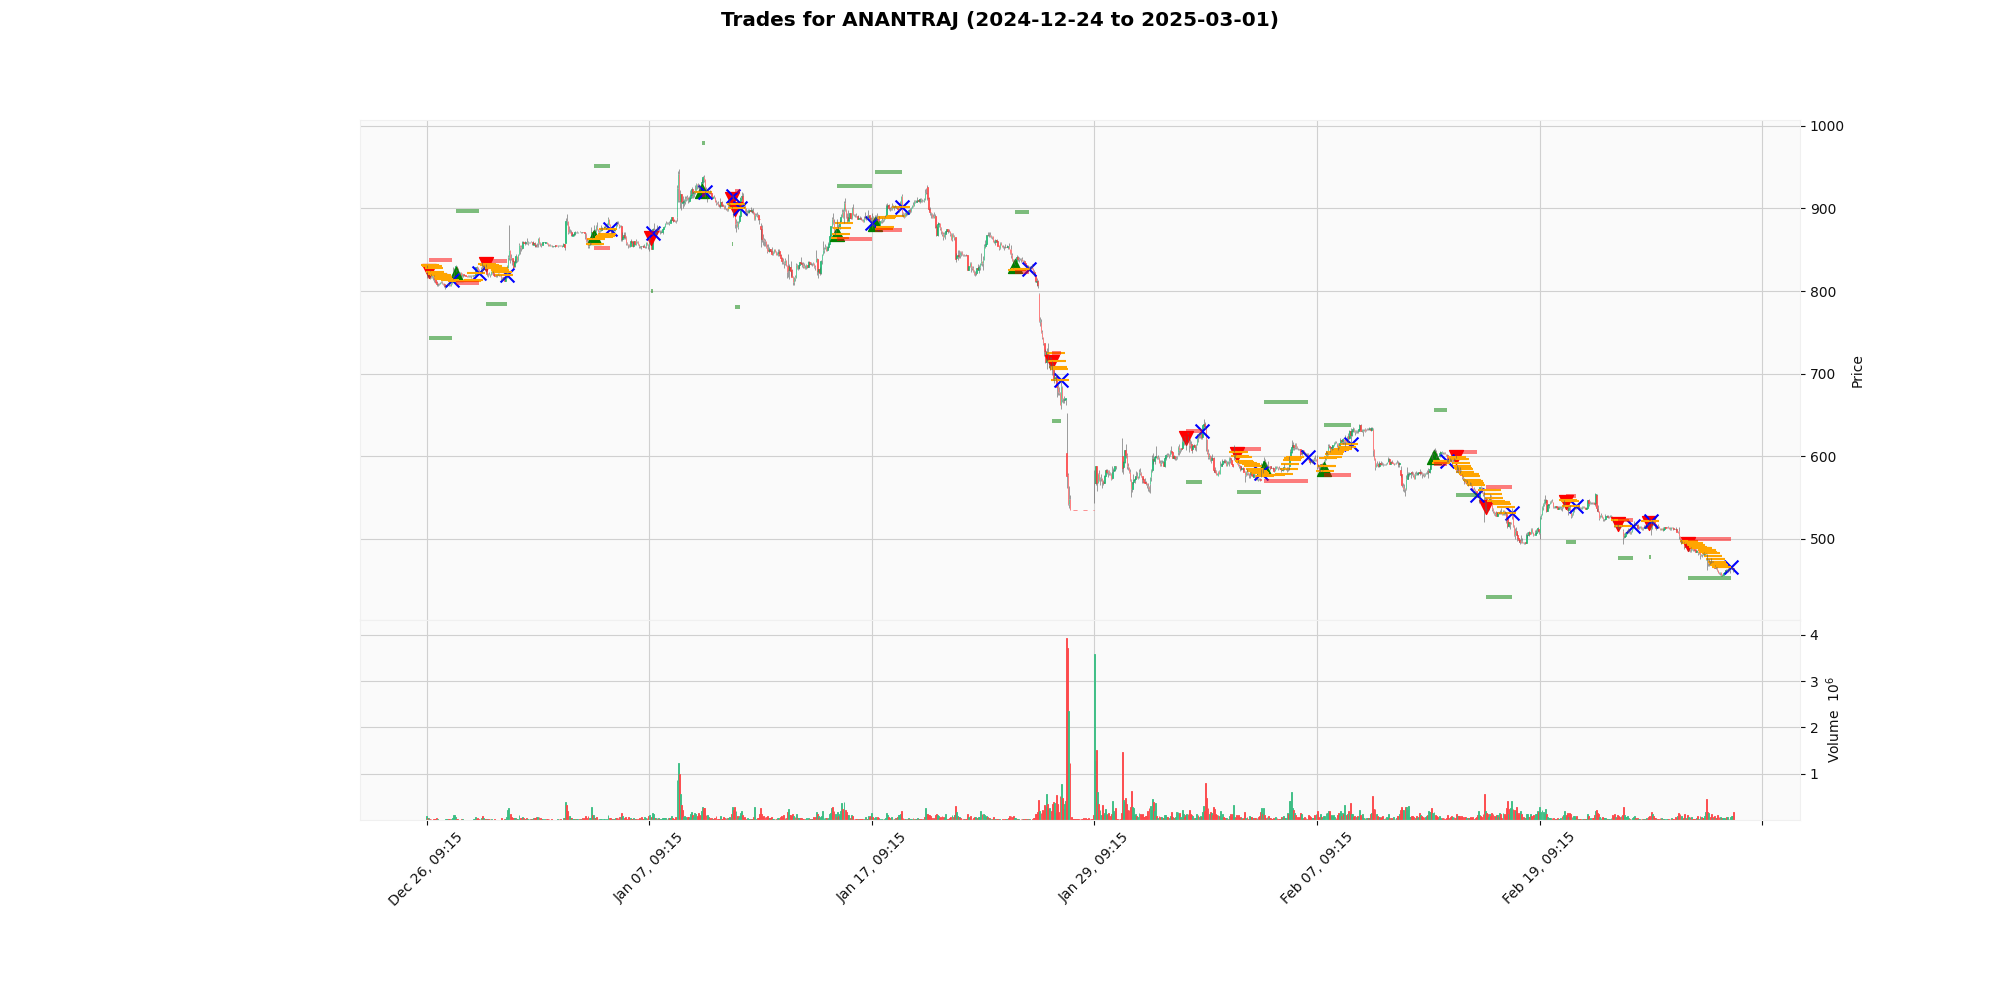 Trades for ANANTRAJ (2024-12-24 to 2025-03-01)
1000
900
800
700
600
500
Price
4
3
2
1
Volume 10⁶
Dec 26, 09:15
Jan 07, 09:15
Jan 17, 09:15
Jan 29, 09:15
Feb 07, 09:15
Feb 19, 09:15